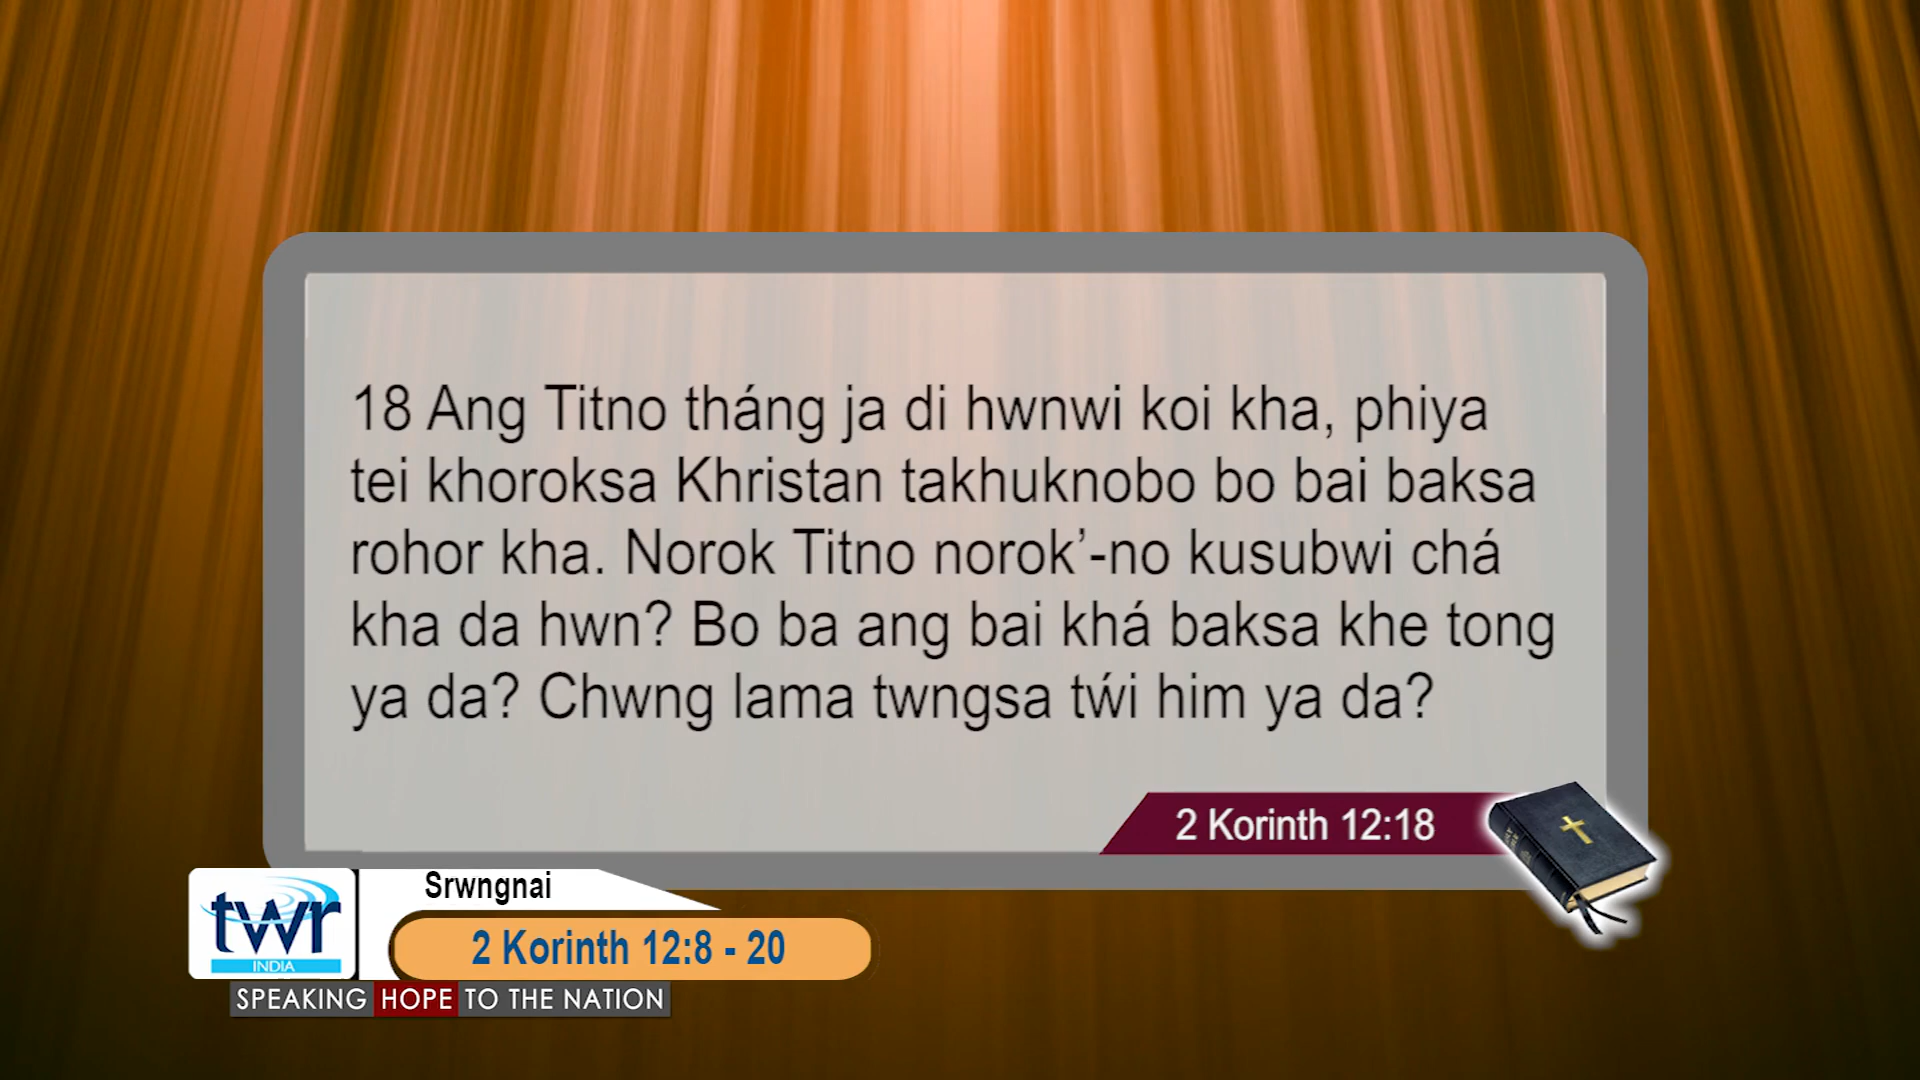 18 Ang Titno tháng ja di hwnwi koi kha, phiya
tei khoroksa Khristan takhuknobo bo bai baksa
rohor kha. Norok Titno norok’-no kusubwi chá
kha da hwn? Bo ba ang bai khá baksa khe tong
ya da? Chwng lama twngsa tẃi him ya da?
2 Korinth 12:18
Srwngnai
twr
INDIA
2 Korinth 12:8 - 20
SPEAKING HOPE TO THE NATION